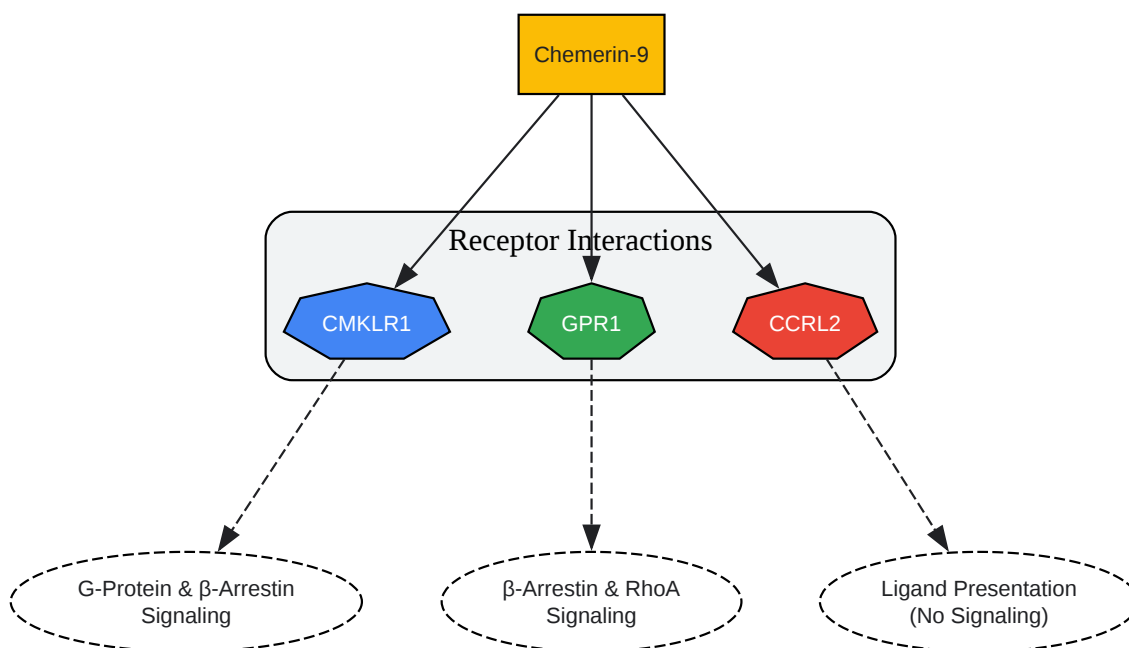 Chemerin-9
Receptor Interactions
CMKLR1
GPR1
CCRL2
G-Protein & β-Arrestin
Signaling
β-Arrestin & RhoA
Signaling
Ligand Presentation
(No Signaling)